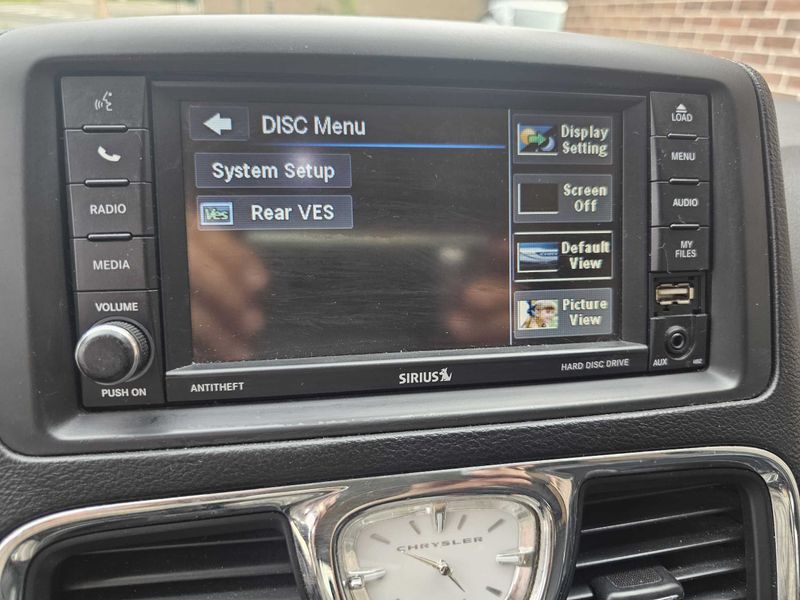 DISC Menu
System Setup
Ves
Rear VES
Display
Setting
Screen
Off
Default
View
Picture
View
RADIO
MEDIA
VOLUME
PUSH ON
LOAD
MENU
AUDIO
MY
FILES
AUX
ANTITHEFT
SIRIUS
HARD DISC DRIVE
CHRYSLER